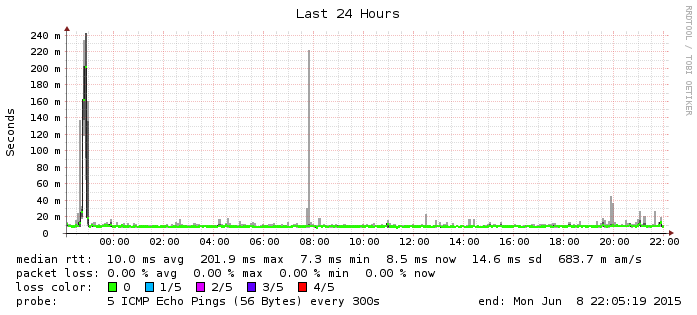 Last 24 Hours
RRDTOOL / TOBI OETIKER
Seconds
240 m
220 m
200 m
180 m
160 m
140 m
120 m
100 m
80 m
60 m
40 m
20 m
0
00:00 02:00 04:00 06:00 08:00 10:00 12:00 14:00 16:00 18:00 20:00 22:00
median rtt: 10.0 ms avg 201.9 ms max 7.3 ms min 8.5 ms now 14.6 ms sd 683.7 m am/s
packet loss: 0.00 % avg 0.00 % max 0.00 % min 0.00 % now
loss color: 0 1/5 2/5 3/5 4/5
probe: 5 ICMP Echo Pings (56 Bytes) every 300s end: Mon Jun 8 22:05:19 2015